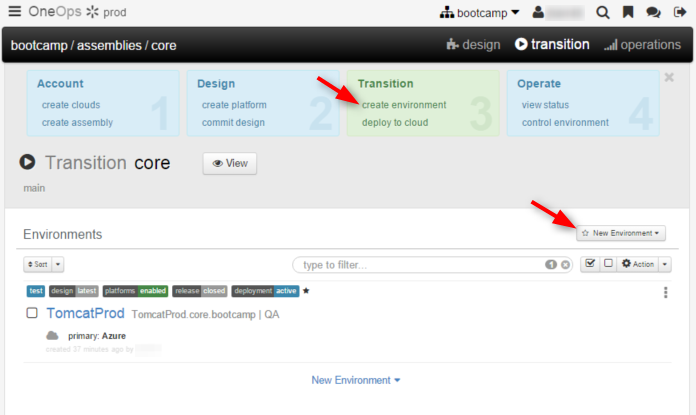 OneOps prod
bootcamp
bootcamp / assemblies / core
design transition operations
Account
create clouds
create assembly
1
Design
create platform
commit design
2
Transition
create environment
deploy to cloud
3
Operate
view status
control environment
4
Transition core
View
main
Environments
New Environment
Sort
type to filter...
1
Action
test design latest platforms enabled release closed deployment active
TomcatProd TomcatProd.core.bootcamp | QA
primary: Azure
created 37 minutes ago by
New Environment